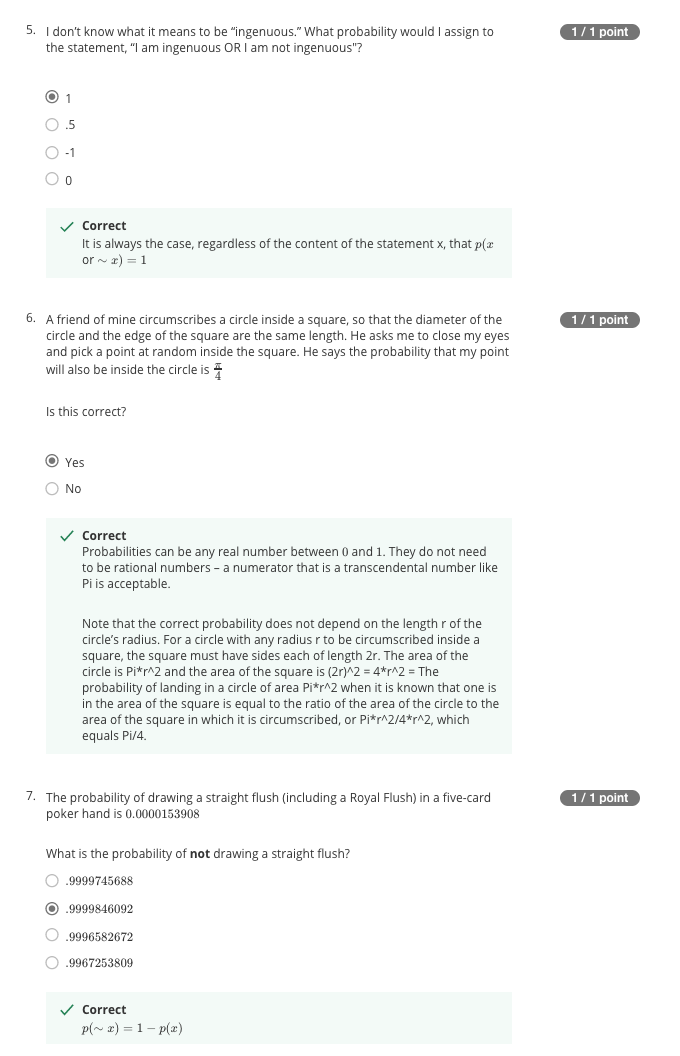 5. I don't know what it means to be "ingenuous." What probability would I assign to
the statement, "I am ingenuous OR I am not ingenuous"?
1 / 1 point
1
.5
-1
0
Correct
It is always the case, regardless of the content of the statement x, that p(x
or ~ x) = 1
6. A friend of mine circumscribes a circle inside a square, so that the diameter of the
circle and the edge of the square are the same length. He asks me to close my eyes
and pick a point at random inside the square. He says the probability that my point
will also be inside the circle is π/4
1 / 1 point
Is this correct?
Yes
No
Correct
Probabilities can be any real number between 0 and 1. They do not need
to be rational numbers – a numerator that is a transcendental number like
Pi is acceptable.
Note that the correct probability does not depend on the length r of the
circle's radius. For a circle with any radius r to be circumscribed inside a
square, the square must have sides each of length 2r. The area of the
circle is Pi*r^2 and the area of the square is (2r)^2 = 4*r^2 = The
probability of landing in a circle of area Pi*r^2 when it is known that one is
in the area of the square is equal to the ratio of the area of the circle to the
area of the square in which it is circumscribed, or Pi*r^2/4*r^2, which
equals Pi/4.
7. The probability of drawing a straight flush (including a Royal Flush) in a five-card
poker hand is 0.0000153908
1 / 1 point
What is the probability of not drawing a straight flush?
.9999745688
.9999846092
.9996582672
.9967253809
Correct
p(~ x) = 1 − p(x)